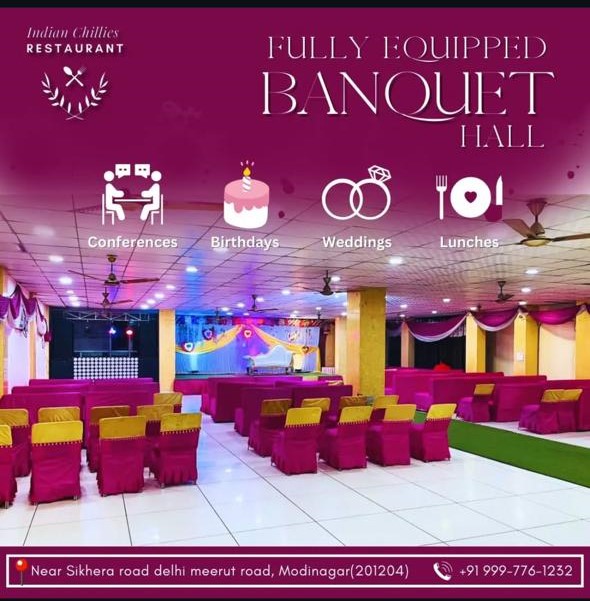 Indian Chillies
RESTAURANT
FULLY EQUIPPED
BANQUET
HALL
Conferences
Birthdays
Weddings
Lunches
Near Sikhera road delhi meerut road, Modinagar(201204)
+91 999-776-1232